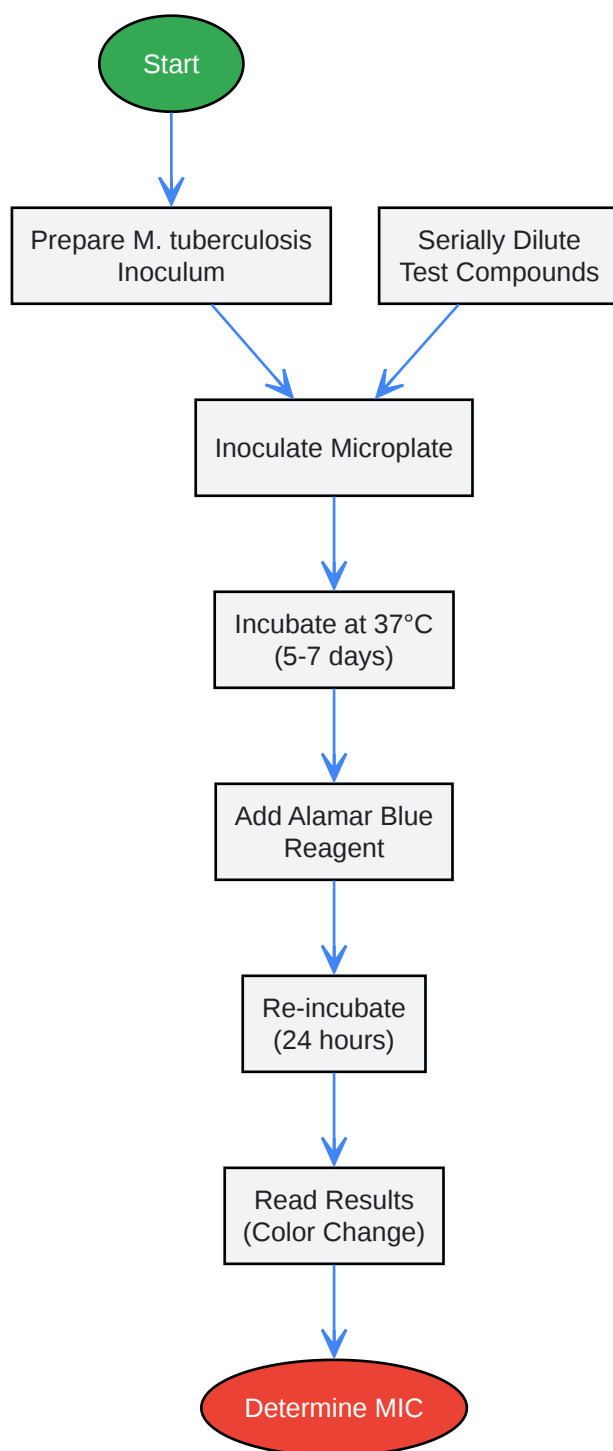 Start
Prepare M. tuberculosis
Inoculum
Serially Dilute
Test Compounds
Inoculate Microplate
Incubate at 37°C
(5-7 days)
Add Alamar Blue
Reagent
Re-incubate
(24 hours)
Read Results
(Color Change)
Determine MIC